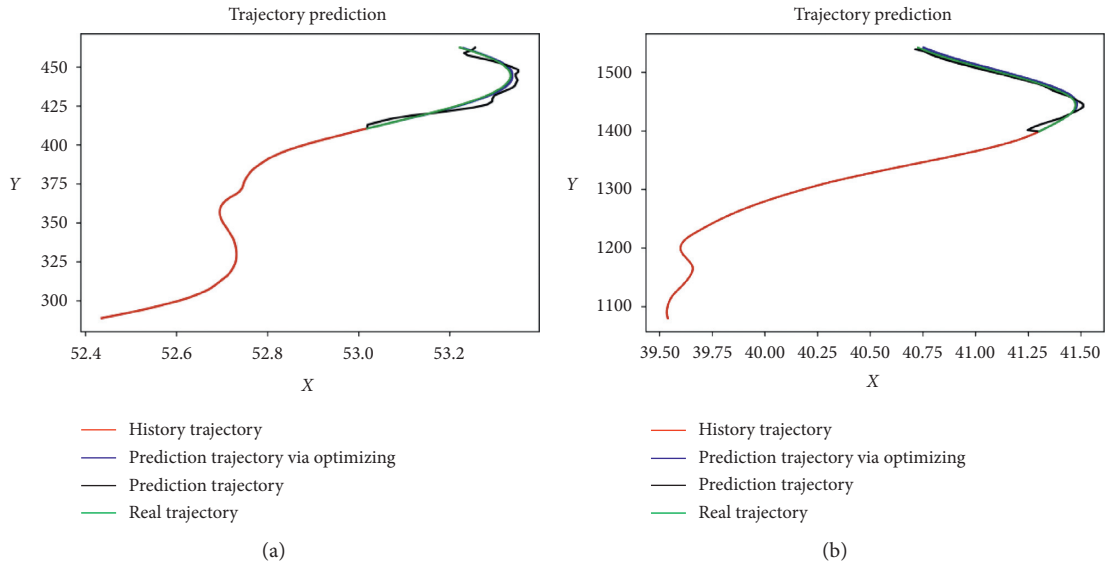 Trajectory prediction
450
425
400
375
Y
350
325
300
52.4 52.6 52.8 53.0 53.2
X
History trajectory
Prediction trajectory via optimizing
Prediction trajectory
Real trajectory
(a)
Trajectory prediction
1500
1400
Y
1300
1200
1100
39.50 39.75 40.00 40.25 40.50 40.75 41.00 41.25 41.50
X
History trajectory
Prediction trajectory via optimizing
Prediction trajectory
Real trajectory
(b)